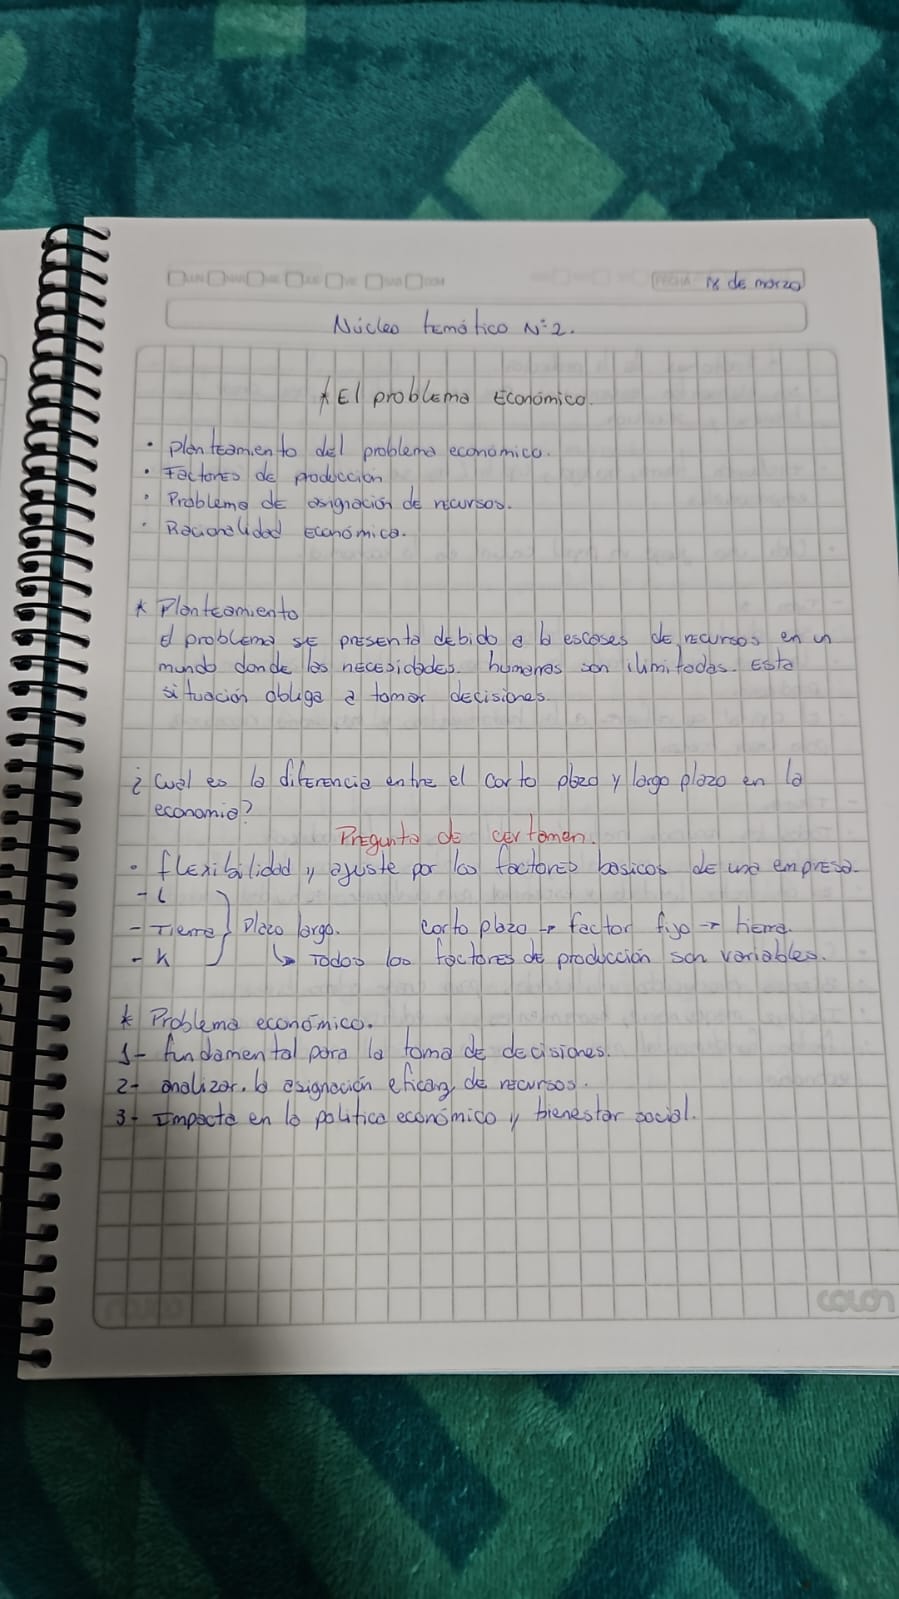 LUN MAR MIE JUE VIE SAB DOM
FECHA 18 de marzo
Núcleo temático N°2.
* El problema Económico.
• Planteamiento del problema económico.
• Factores de producción
• Problema de asignación de recursos.
• Racionalidad económica.
* Planteamiento
El problema se presenta debido a la escases de recursos en un
mundo donde las necesidades humanas son ilimitadas. Esta
situación obliga a tomar decisiones.
¿Cual es la diferencia entre el corto plazo y largo plazo en la
economia?
Pregunta de certamen.
• flexibilidad y ajuste por los factores basicos de una empresa.
- L
- Tierra } Plazo largo. corto plazo → factor fijo → tierra.
- K ↳ Todos los factores de producción son variables.
* Problema económico.
1- fundamental para la toma de decisiones.
2- analizar la asignación eficaz de recursos.
3- Impacta en la política económico y bienestar social.
colón